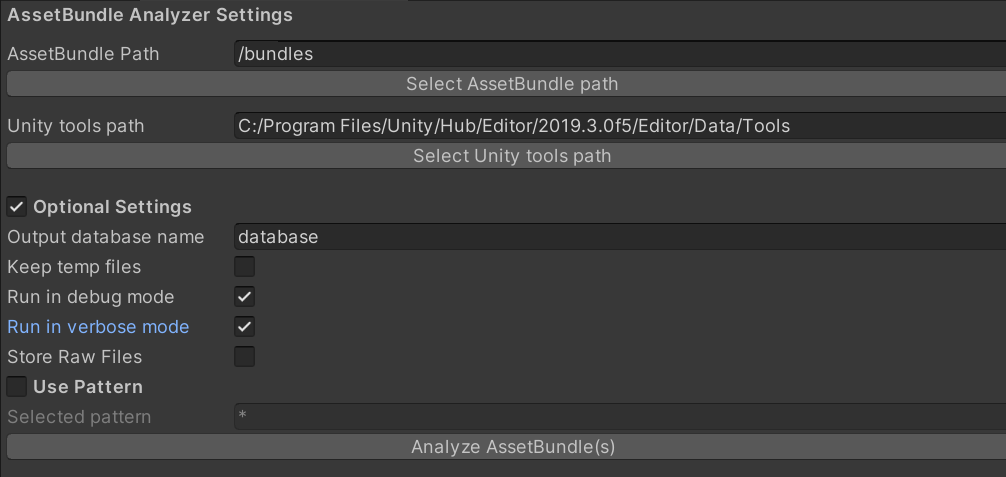 AssetBundle Analyzer Settings
AssetBundle Path /bundles
Select AssetBundle path
Unity tools path C:/Program Files/Unity/Hub/Editor/2019.3.0f5/Editor/Data/Tools
Select Unity tools path
Optional Settings
Output database name database
Keep temp files
Run in debug mode
Run in verbose mode
Store Raw Files
Use Pattern
Selected pattern *
Analyze AssetBundle(s)